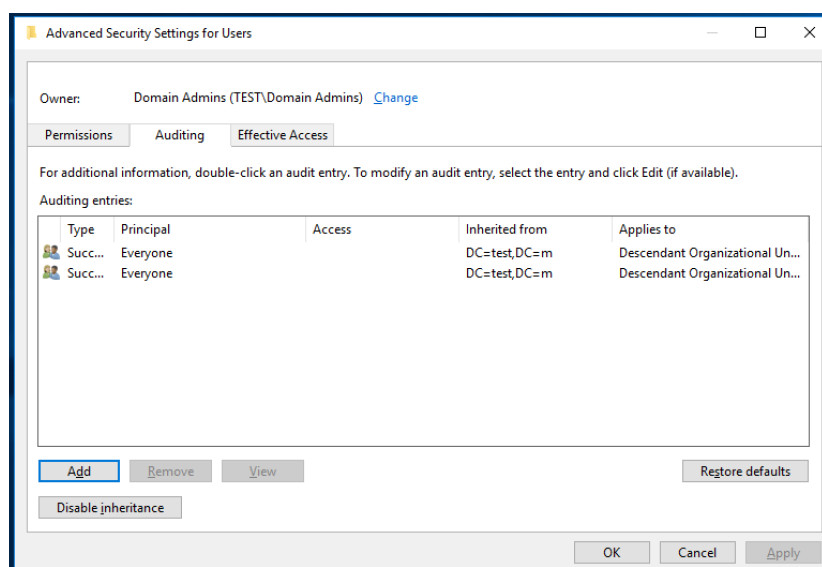 Advanced Security Settings for Users
Owner: Domain Admins (TEST\Domain Admins) Change
Permissions Auditing Effective Access
For additional information, double-click an audit entry. To modify an audit entry, select the entry and click Edit (if available).
Auditing entries:
Type Principal Access Inherited from Applies to
Succ... Everyone DC=test,DC=m Descendant Organizational Un...
Succ... Everyone DC=test,DC=m Descendant Organizational Un...
Add Remove View Restore defaults
Disable inheritance
OK Cancel Apply